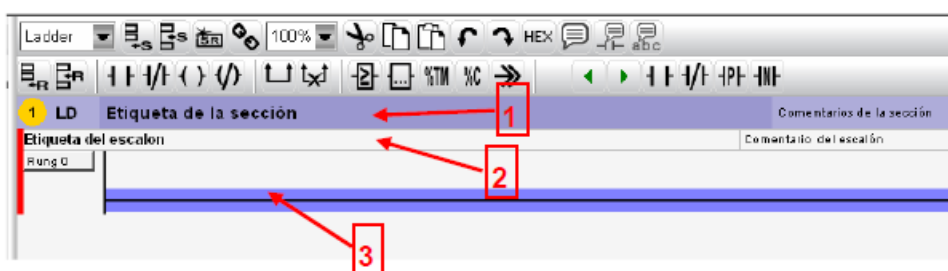 Ladder 100% HEX
abc
%TM %C
1 LD Etiqueta de la sección 1 Comentarios de la sección
Etiqueta del escalon Comentario del escalón
2
Rung 0
3